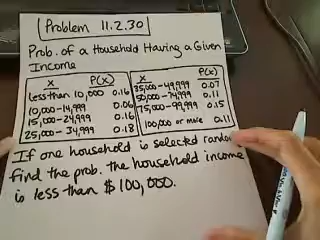 Problem 11.2.30
Prob. of a Household Having a Given
Income
X P(x)
less than 10,000 0.16
10,000-14,999 0.06
15,000-24,999 0.16
25,000-34,999 0.18
X P(x)
35,000-49,999 0.07
50,000-74,999 0.11
75,000-99,999 0.15
100,000 or more 0.11
If one household is selected random
find the prob. the household income
is less than $100,000.